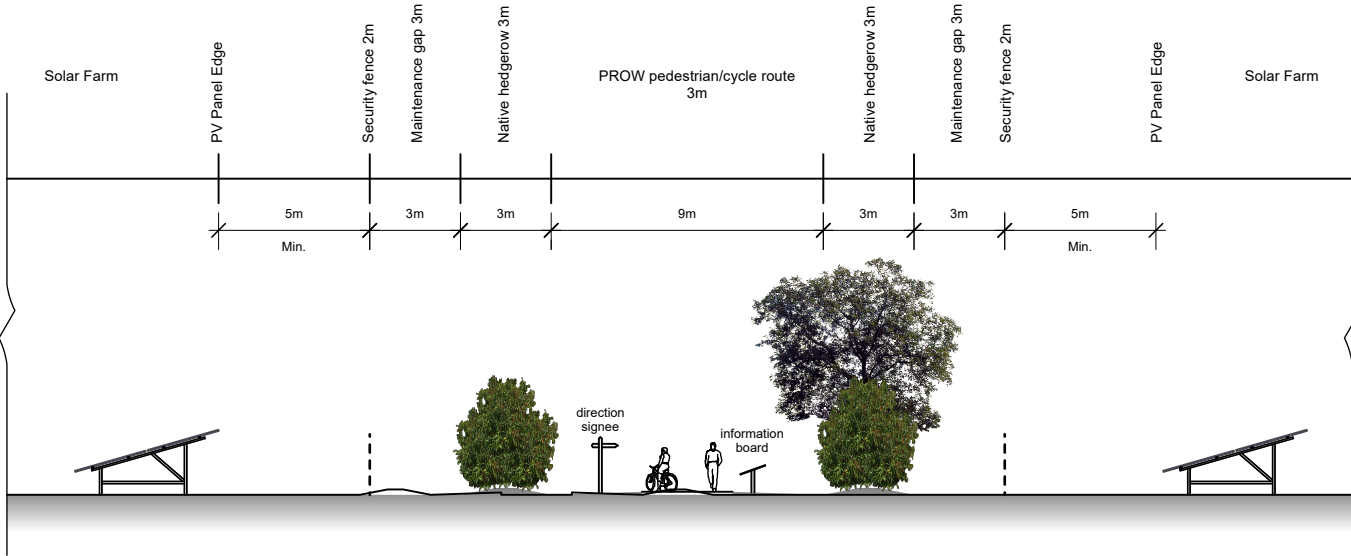 Solar Farm
PV Panel Edge
Security fence 2m
Maintenance gap 3m
Native hedgerow 3m
PROW pedestrian/cycle route
3m
Native hedgerow 3m
Maintenance gap 3m
Security fence 2m
PV Panel Edge
Solar Farm
5m
Min.
3m
3m
9m
3m
3m
5m
Min.
direction
signee
information
board